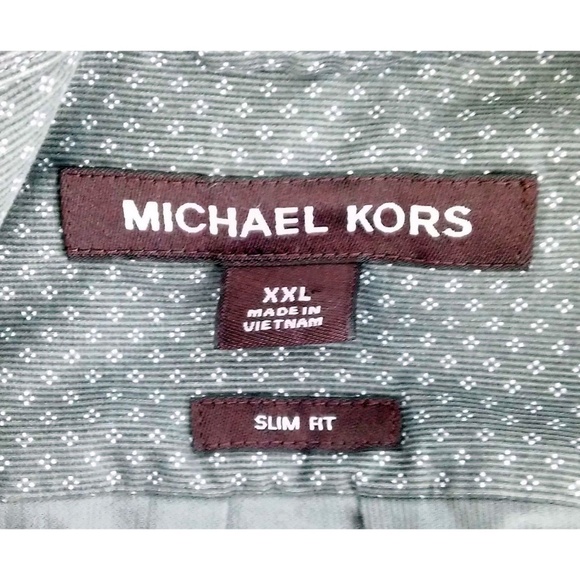 MICHAEL KORS
XXL
MADE IN
VIETNAM
SLIM FIT